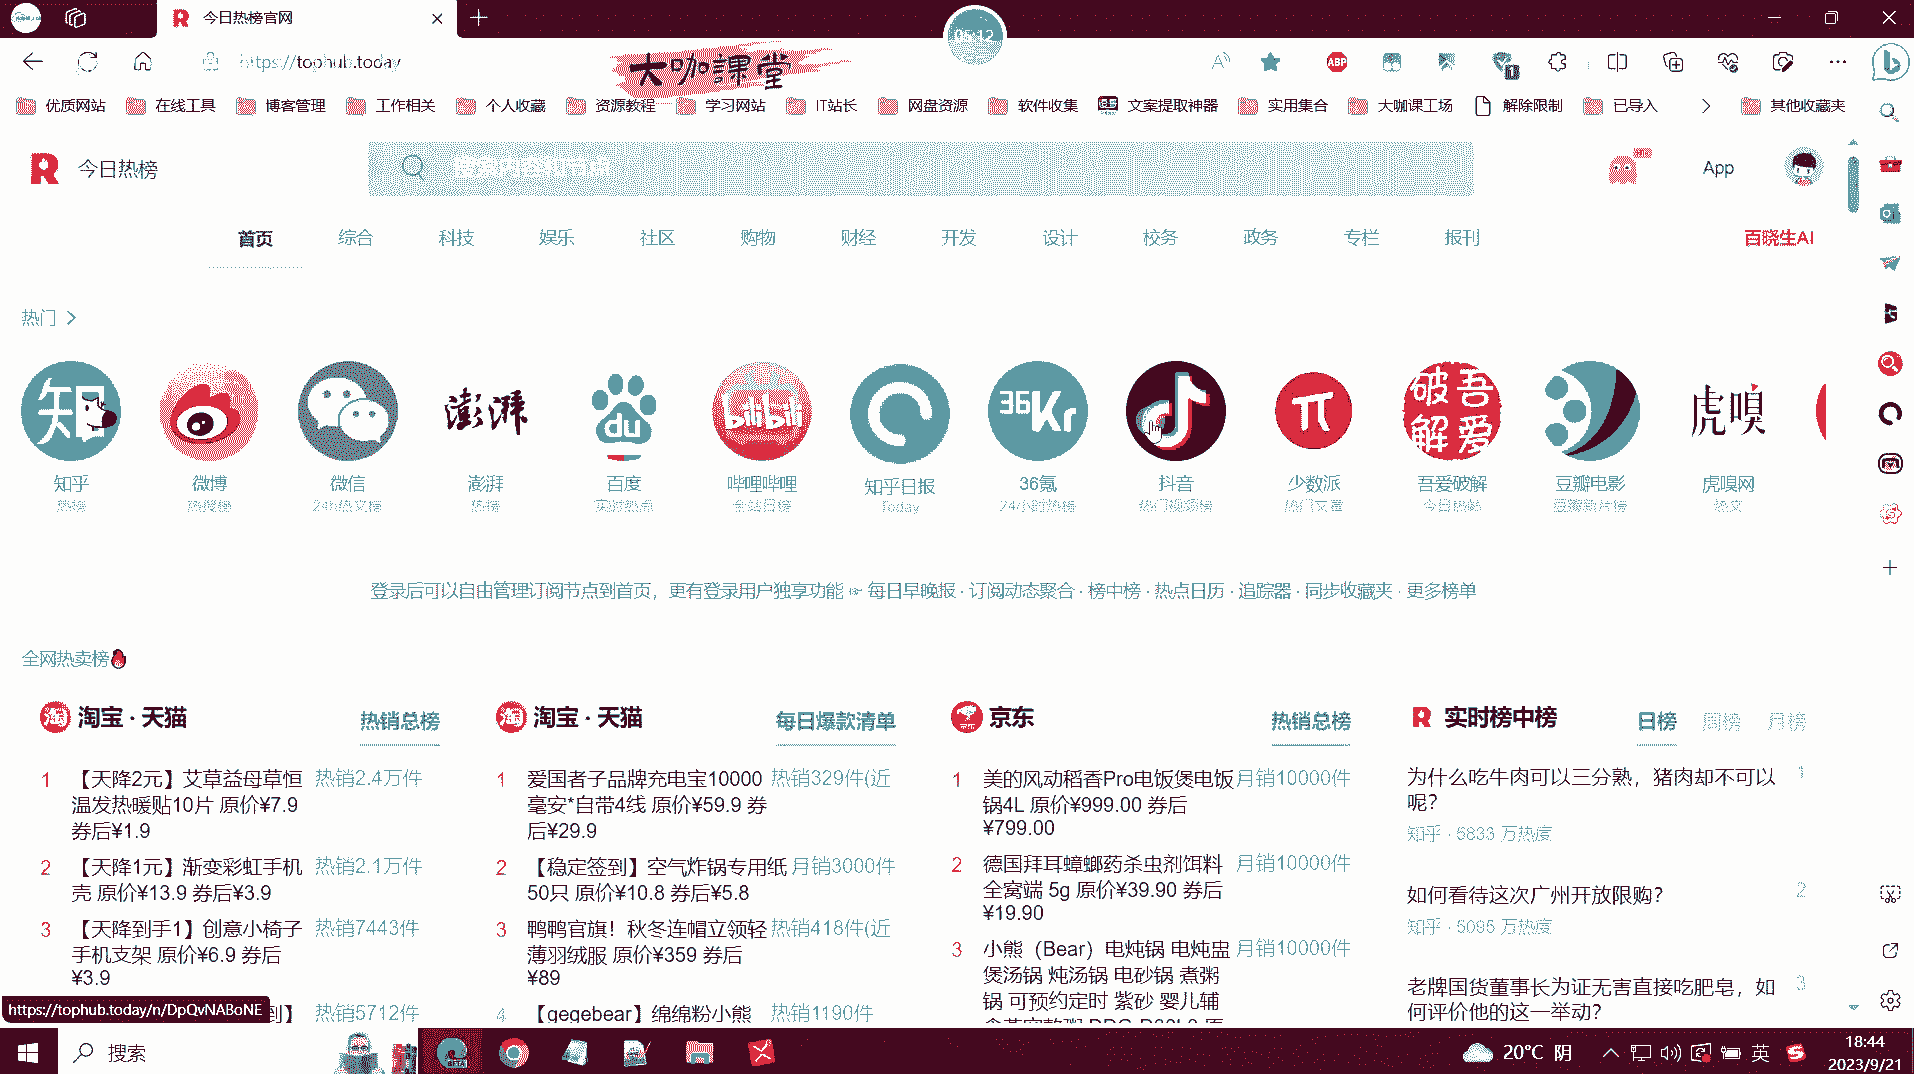 今日热榜官网
05:12
https://tophub.today
大咖課堂
ABP
优质网站 在线工具 博客管理 工作相关 个人收藏 资源教程 学习网站 IT站长 网盘资源 软件收集 文案提取神器 实用集合 大咖课工场 解除限制 已导入 其他收藏夹
今日热榜
搜索内容和节点
App
首页 综合 科技 娱乐 社区 购物 财经 开发 设计 校务 政务 专栏 报刊 百晓生AI
热门
知 澎湃 du bilibili 36Kr π 吾爱破解 虎嗅
知乎 微博 微信 澎湃 百度 哔哩哔哩 知乎日报 36氪 抖音 少数派 吾爱破解 豆瓣电影 虎嗅网
热榜 热搜榜 24h热文榜 热榜 实时热点 全站日榜 Today 24小时热榜 热门视频榜 热门文章 今日热帖 豆瓣新片榜 热文
登录后可以自由管理订阅节点到首页，更有登录用户独享功能 ☞ 每日早晚报 · 订阅动态聚合 · 榜中榜 · 热点日历 · 追踪器 · 同步收藏夹 · 更多榜单
全网热卖榜
淘 淘宝 · 天猫 热销总榜
1 【天降2元】艾草益母草恒 热销2.4万件
温发热暖贴10片 原价¥7.9
券后¥1.9
2 【天降1元】渐变彩虹手机 热销2.1万件
壳 原价¥13.9 券后¥3.9
3 【天降到手1】创意小椅子 热销7443件
手机支架 原价¥6.9 券后
¥3.9
到】 热销5712件
淘 淘宝 · 天猫 每日爆款清单
1 爱国者子品牌充电宝10000 热销329件(近
毫安*自带4线 原价¥59.9 券
后¥29.9
2 【稳定签到】空气炸锅专用纸 月销3000件
50只 原价¥10.8 券后¥5.8
3 鸭鸭官旗！秋冬连帽立领轻 热销418件(近
薄羽绒服 原价¥359 券后
¥89
4 【gegebear】绵绵粉小熊 热销1190件
京东 热销总榜
1 美的风动稻香Pro电饭煲电饭 月销10000件
锅4L 原价¥999.00 券后
¥799.00
2 德国拜耳蟑螂药杀虫剂饵料 月销10000件
全窝端 5g 原价¥39.90 券后
¥19.90
3 小熊（Bear）电炖锅 电炖盅 月销10000件
煲汤锅 炖汤锅 电砂锅 煮粥
锅 可预约定时 紫砂 婴儿辅
实时榜中榜 日榜 周榜 月榜
为什么吃牛肉可以三分熟，猪肉却不可以 1
呢？
知乎 · 5833 万热度
如何看待这次广州开放限购？ 2
知乎 · 5095 万热度
老牌国货董事长为证无害直接吃肥皂，如 3
何评价他的这一举动？
https://tophub.today/n/DpQvNABoNE
搜索
20°C 阴
英
18:44
2023/9/21